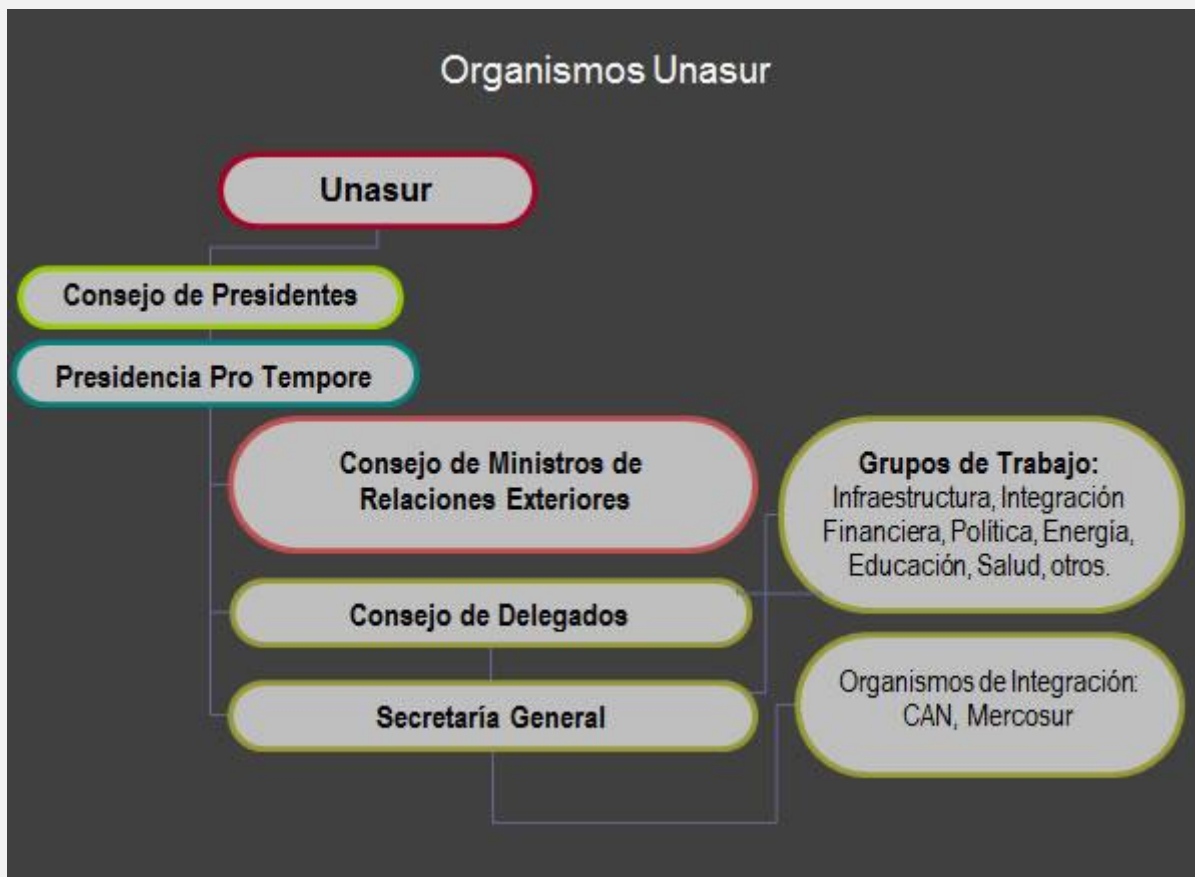 Organismos Unasur
Unasur
Consejo de Presidentes
Presidencia Pro Tempore
Consejo de Ministros de
Relaciones Exteriores
Consejo de Delegados
Secretaría General
Grupos de Trabajo:
Infraestructura, Integración
Financiera, Política, Energía,
Educación, Salud, otros.
Organismos de Integración:
CAN, Mercosur